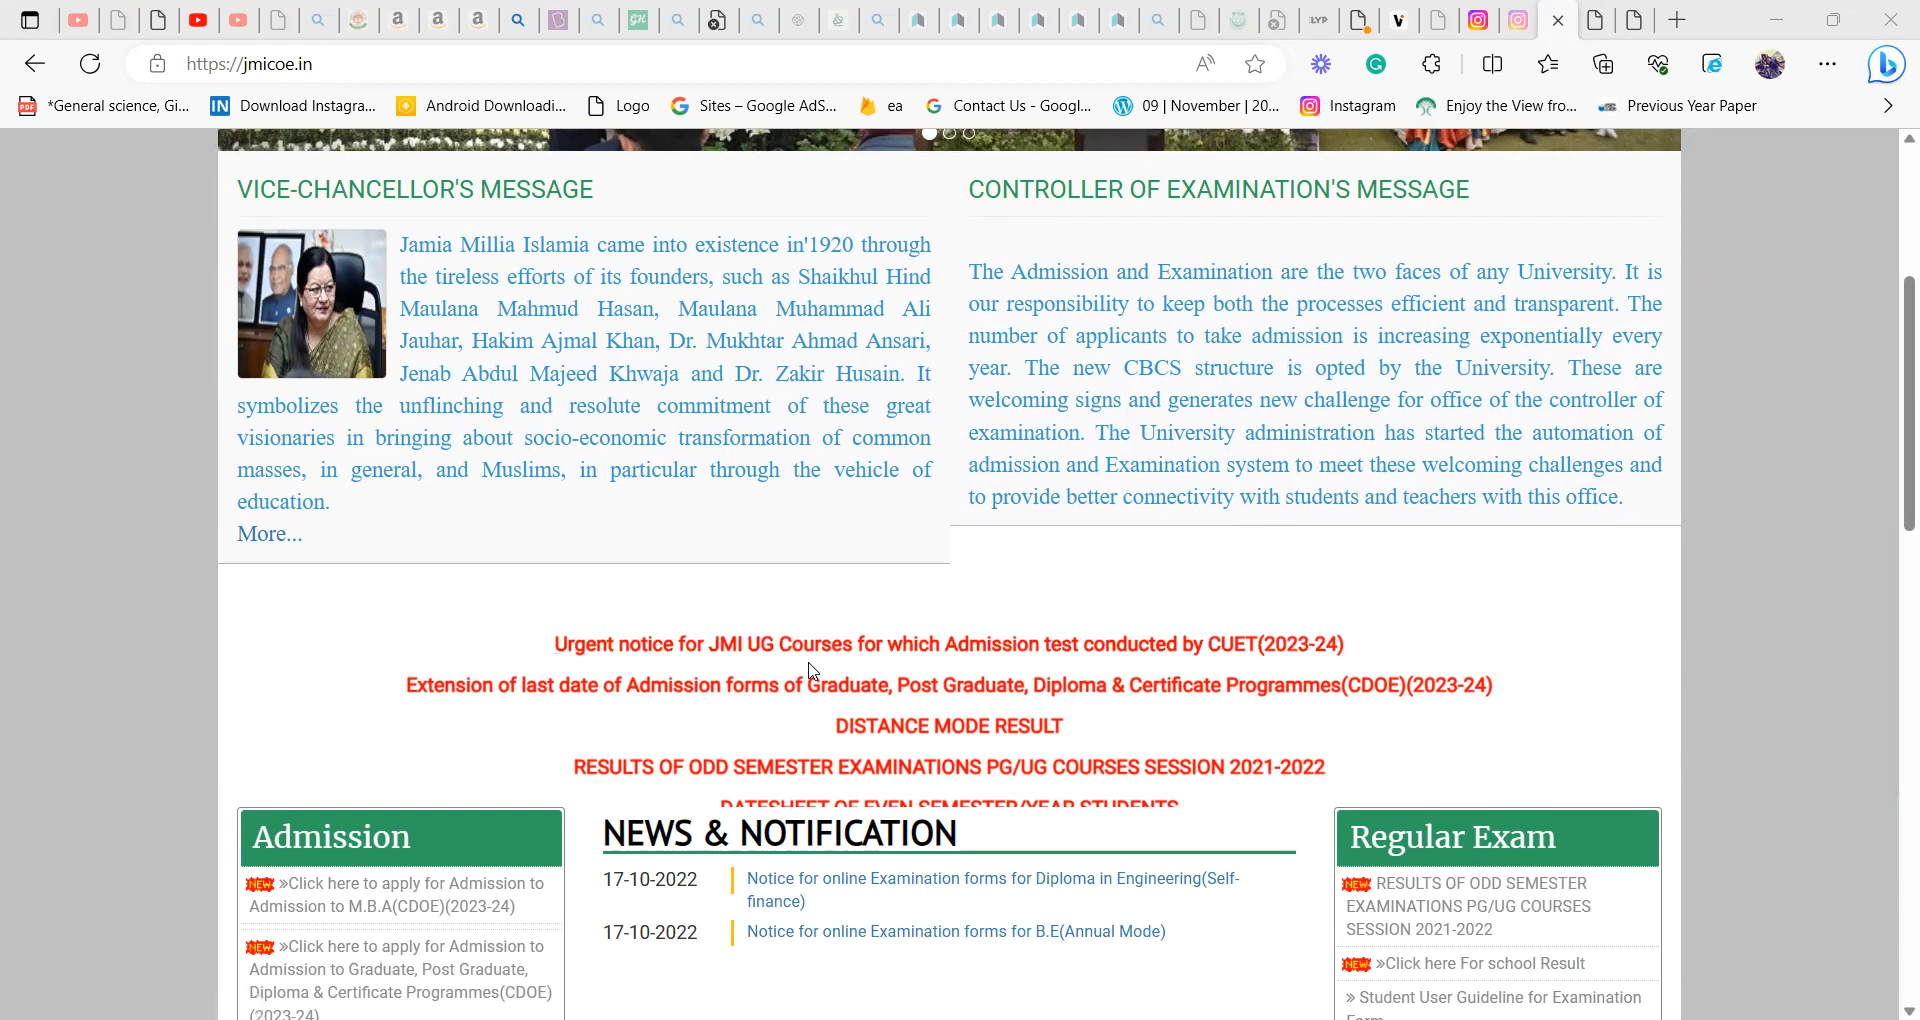 GK
LYP
https://jmicoe.in
*General science, Gi...
Download Instagra...
Android Downloadi...
Logo
Sites – Google AdS...
ea
Contact Us - Googl...
09 | November | 20...
Instagram
Enjoy the View fro...
Previous Year Paper
VICE-CHANCELLOR'S MESSAGE
Jamia Millia Islamia came into existence in'1920 through
the tireless efforts of its founders, such as Shaikhul Hind
Maulana Mahmud Hasan, Maulana Muhammad Ali
Jauhar, Hakim Ajmal Khan, Dr. Mukhtar Ahmad Ansari,
Jenab Abdul Majeed Khwaja and Dr. Zakir Husain. It
symbolizes the unflinching and resolute commitment of these great
visionaries in bringing about socio-economic transformation of common
masses, in general, and Muslims, in particular through the vehicle of
education.
More...
CONTROLLER OF EXAMINATION'S MESSAGE
The Admission and Examination are the two faces of any University. It is
our responsibility to keep both the processes efficient and transparent. The
number of applicants to take admission is increasing exponentially every
year. The new CBCS structure is opted by the University. These are
welcoming signs and generates new challenge for office of the controller of
examination. The University administration has started the automation of
admission and Examination system to meet these welcoming challenges and
to provide better connectivity with students and teachers with this office.
Urgent notice for JMI UG Courses for which Admission test conducted by CUET(2023-24)
Extension of last date of Admission forms of Graduate, Post Graduate, Diploma & Certificate Programmes(CDOE)(2023-24)
DISTANCE MODE RESULT
RESULTS OF ODD SEMESTER EXAMINATIONS PG/UG COURSES SESSION 2021-2022
DATESHEET OF EVEN SEMESTER/YEAR STUDENTS
Admission
NEW »Click here to apply for Admission to
Admission to M.B.A(CDOE)(2023-24)
NEW »Click here to apply for Admission to
Admission to Graduate, Post Graduate,
Diploma & Certificate Programmes(CDOE)
(2023-24)
NEWS & NOTIFICATION
17-10-2022 Notice for online Examination forms for Diploma in Engineering(Self-
finance)
17-10-2022 Notice for online Examination forms for B.E(Annual Mode)
Regular Exam
NEW RESULTS OF ODD SEMESTER
EXAMINATIONS PG/UG COURSES
SESSION 2021-2022
NEW »Click here For school Result
» Student User Guideline for Examination
Form